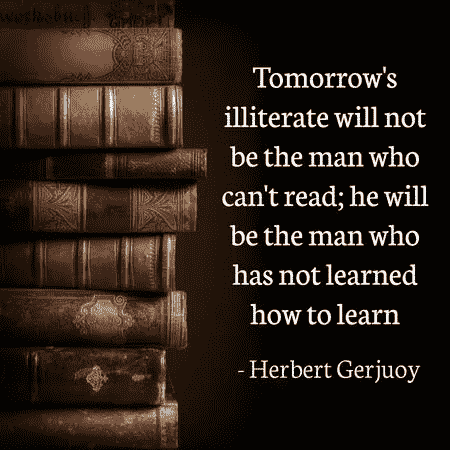 Tomorrow's
illiterate will not
be the man who
can't read; he will
be the man who
has not learned
how to learn
- Herbert Gerjuoy